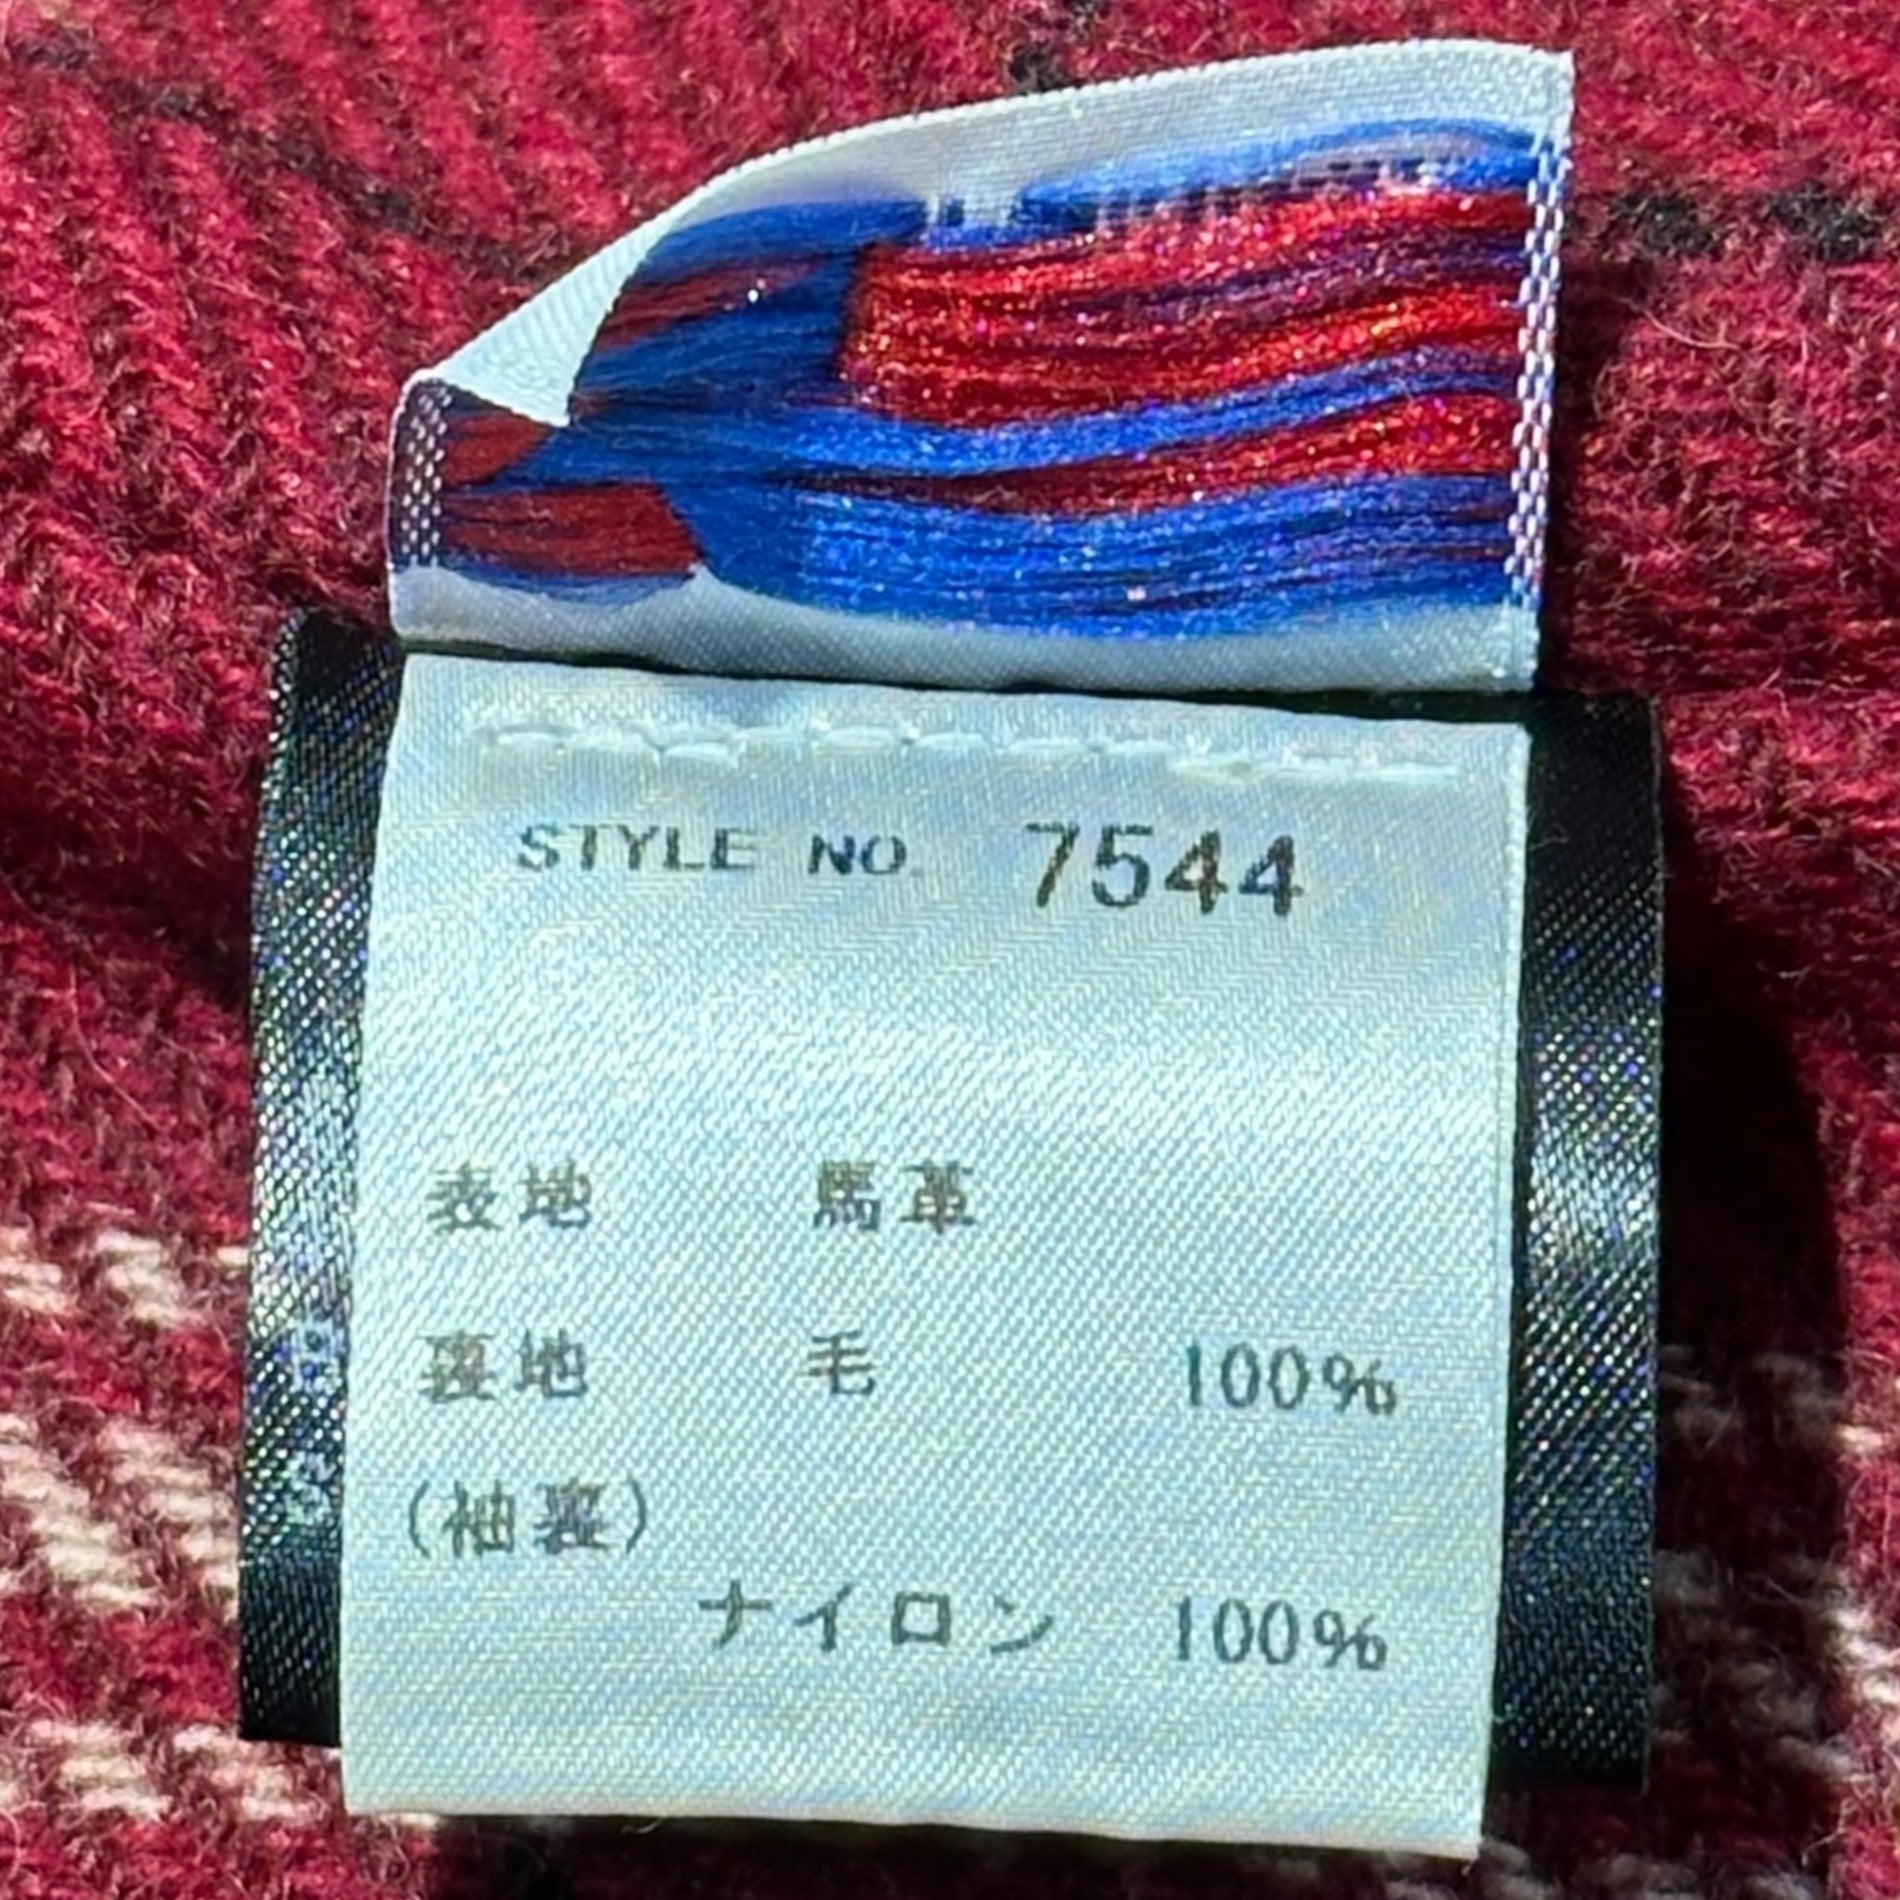 STYLE NO. 7544
表地 馬革
裏地 毛 100%
(袖裏)
ナイロン 100%